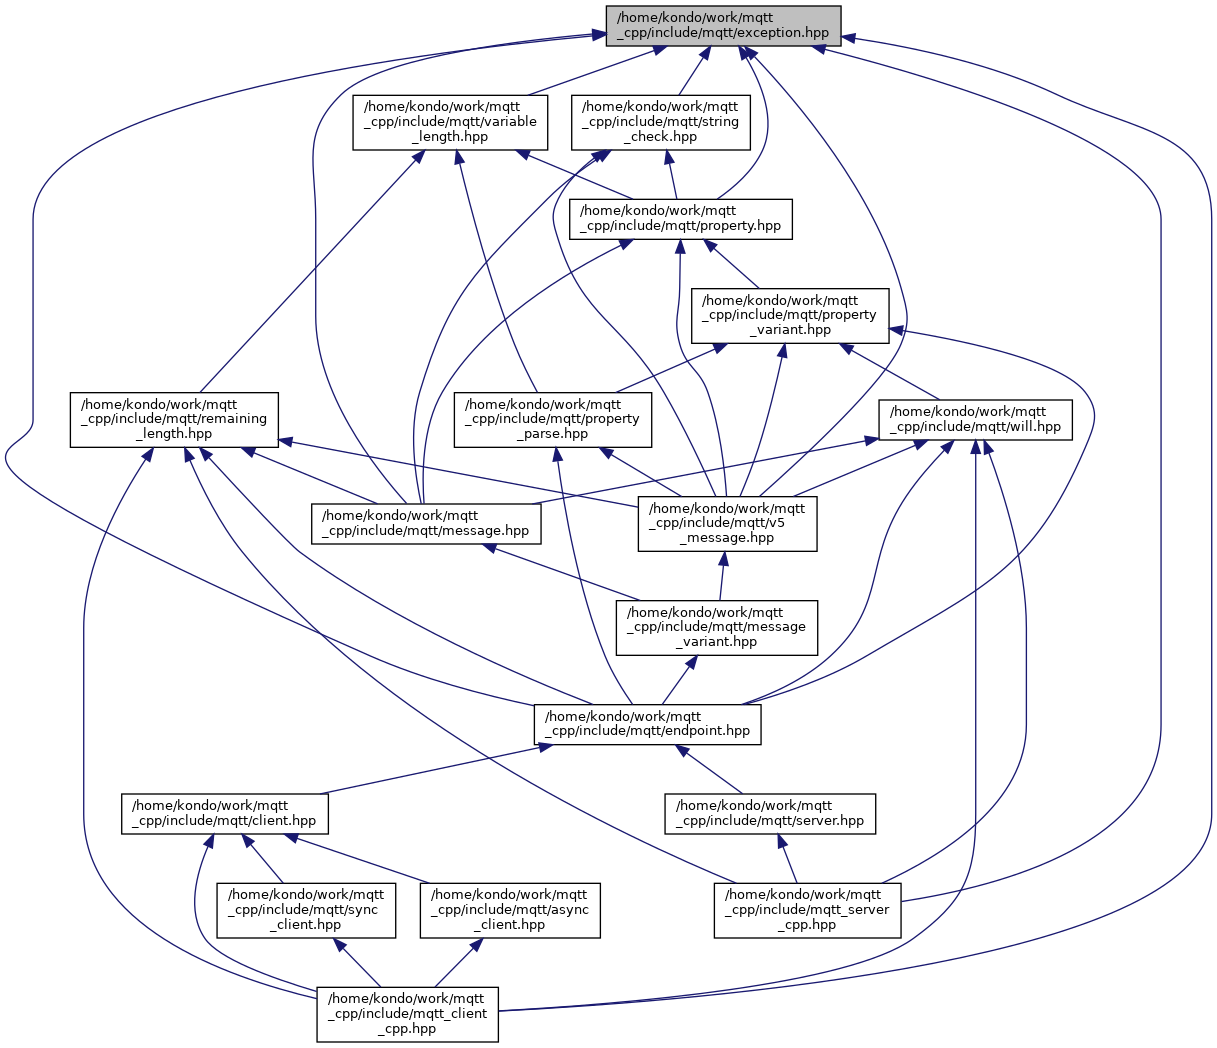 /home/kondo/work/mqtt
_cpp/include/mqtt/exception.hpp
/home/kondo/work/mqtt
_cpp/include/mqtt/variable
_length.hpp
/home/kondo/work/mqtt
_cpp/include/mqtt/string
_check.hpp
/home/kondo/work/mqtt
_cpp/include/mqtt/property.hpp
/home/kondo/work/mqtt
_cpp/include/mqtt/property
_variant.hpp
/home/kondo/work/mqtt
_cpp/include/mqtt/remaining
_length.hpp
/home/kondo/work/mqtt
_cpp/include/mqtt/property
_parse.hpp
/home/kondo/work/mqtt
_cpp/include/mqtt/will.hpp
/home/kondo/work/mqtt
_cpp/include/mqtt/message.hpp
/home/kondo/work/mqtt
_cpp/include/mqtt/v5
_message.hpp
/home/kondo/work/mqtt
_cpp/include/mqtt/message
_variant.hpp
/home/kondo/work/mqtt
_cpp/include/mqtt/endpoint.hpp
/home/kondo/work/mqtt
_cpp/include/mqtt/client.hpp
/home/kondo/work/mqtt
_cpp/include/mqtt/server.hpp
/home/kondo/work/mqtt
_cpp/include/mqtt/sync
_client.hpp
/home/kondo/work/mqtt
_cpp/include/mqtt/async
_client.hpp
/home/kondo/work/mqtt
_cpp/include/mqtt_server
_cpp.hpp
/home/kondo/work/mqtt
_cpp/include/mqtt_client
_cpp.hpp